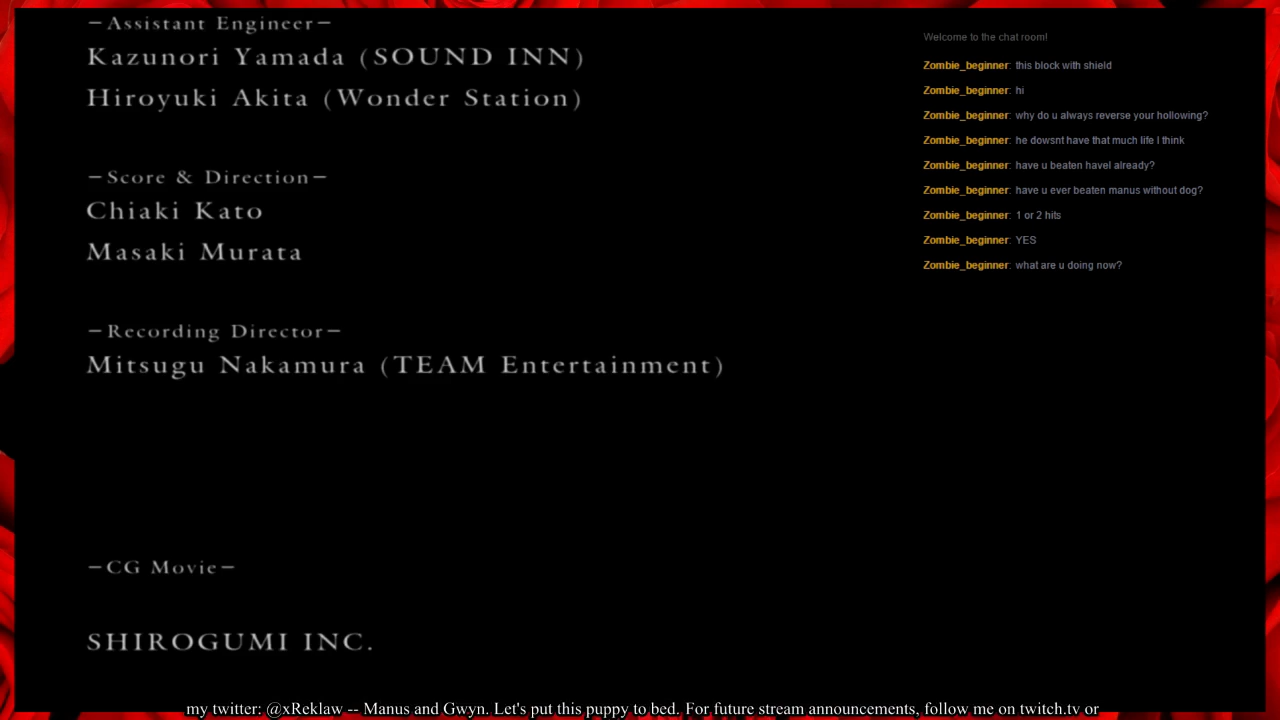 —Assistant Engineer—
Kazunori Yamada (SOUND INN)
Hiroyuki Akita (Wonder Station)
—Score & Direction—
Chiaki Kato
Masaki Murata
—Recording Director—
Mitsugu Nakamura (TEAM Entertainment)
—CG Movie—
SHIROGUMI INC.
Welcome to the chat room!
Zombie_beginner: this block with shield
Zombie_beginner: hi
Zombie_beginner: why do u always reverse your hollowing?
Zombie_beginner: he dowsnt have that much life I think
Zombie_beginner: have u beaten havel already?
Zombie_beginner: have u ever beaten manus without dog?
Zombie_beginner: 1 or 2 hits
Zombie_beginner: YES
Zombie_beginner: what are u doing now?
my twitter: @xReklaw -- Manus and Gwyn. Let's put this puppy to bed. For future stream announcements, follow me on twitch.tv or